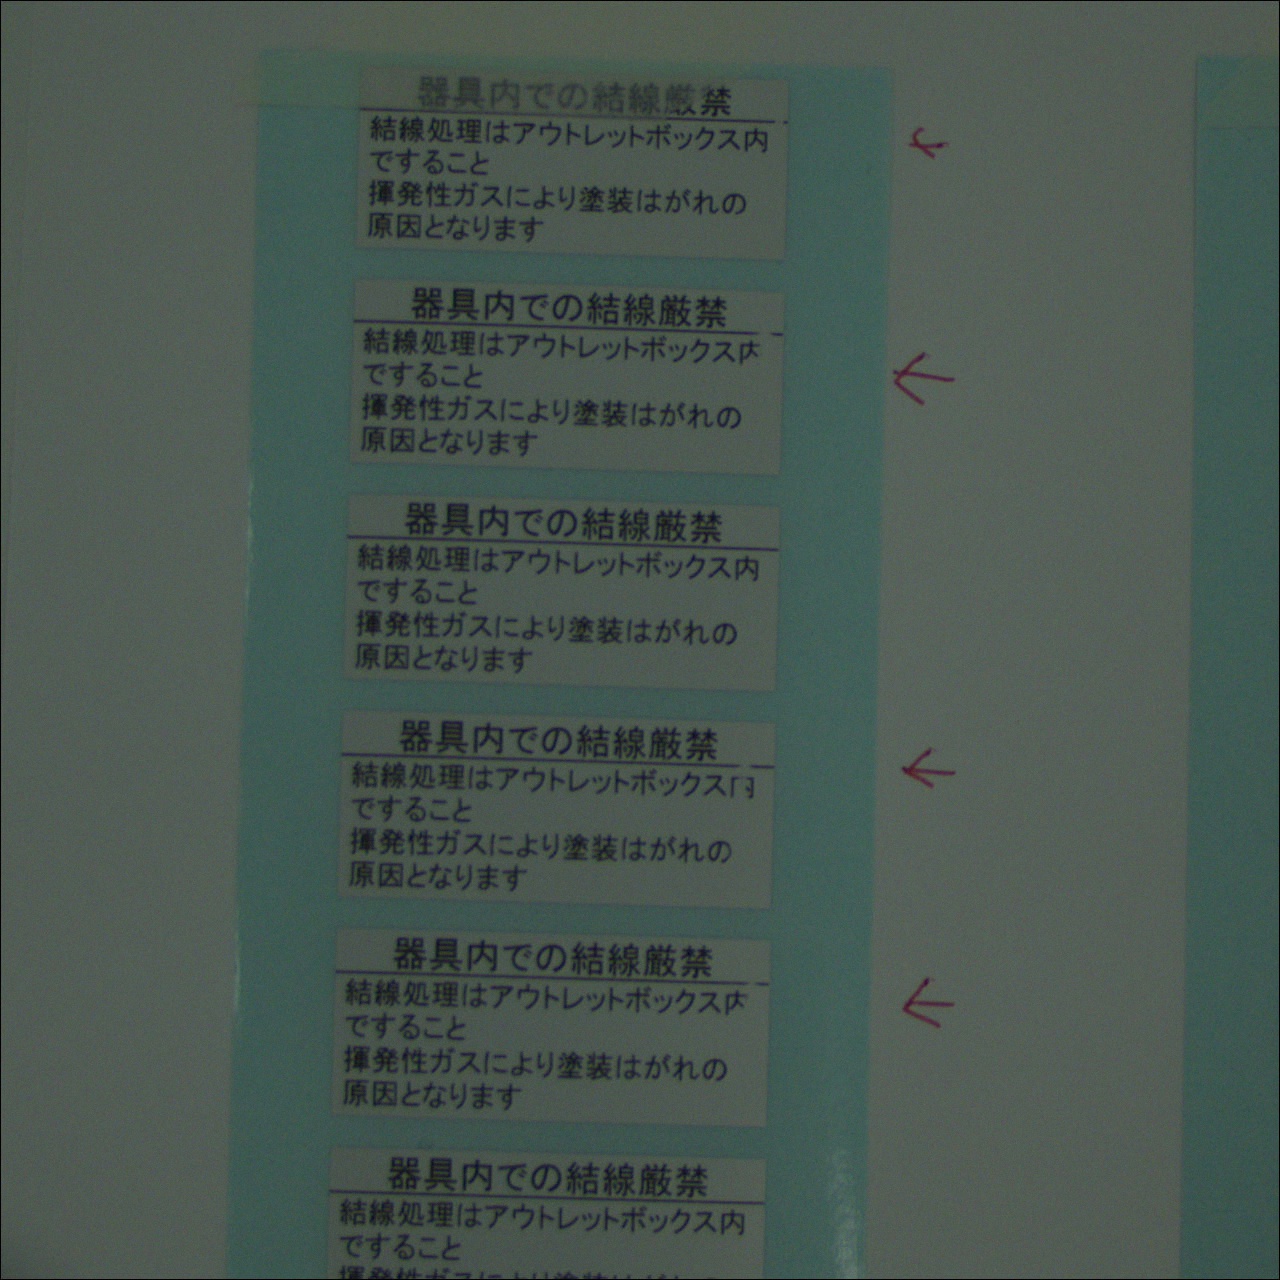 器具内での結線厳禁
結線処理はアウトレットボックス内
ですること
揮発性ガスにより塗装はがれの
原因となります
器具内での結線厳禁
結線処理はアウトレットボックス内
ですること
揮発性ガスにより塗装はがれの
原因となります
器具内での結線厳禁
結線処理はアウトレットボックス内
ですること
揮発性ガスにより塗装はがれの
原因となります
器具内での結線厳禁
結線処理はアウトレットボックス内
ですること
揮発性ガスにより塗装はがれの
原因となります
器具内での結線厳禁
結線処理はアウトレットボックス内
ですること
揮発性ガスにより塗装はがれの
原因となります
器具内での結線厳禁
結線処理はアウトレットボックス内
ですること
揮発性ガスにより塗装はがれの